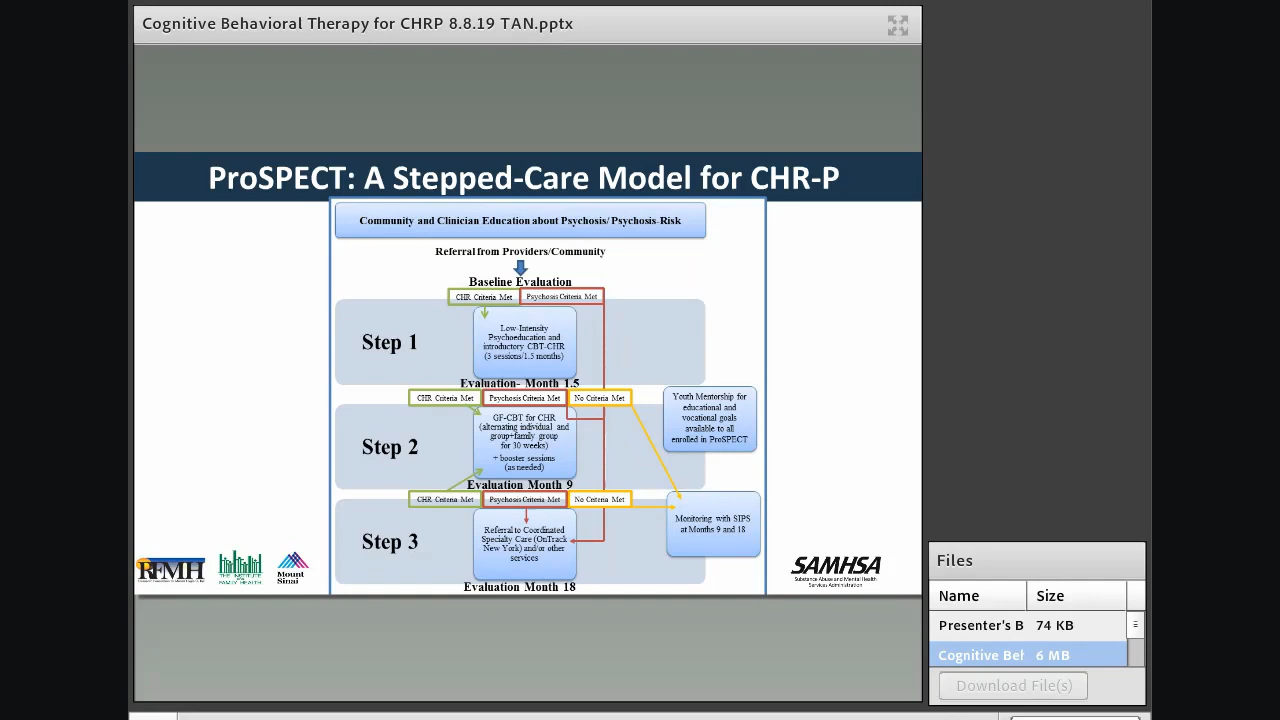 Cognitive Behavioral Therapy for CHRP 8.8.19 TAN.pptx
ProSPECT: A Stepped-Care Model for CHR-P
Community and Clinician Education about Psychosis/ Psychosis-Risk
Referral from Providers/Community
Baseline Evaluation
CHR Criteria Met
Psychosis Criteria Met
Step 1
Low-Intensity
Psychoeducation and
introductory CBT-CHR
(3 sessions/1.5 months)
Evaluation- Month 1.5
CHR Criteria Met
Psychosis Criteria Met
No Criteria Met
Youth Mentorship for
educational and
vocational goals
available to all
enrolled in ProSPECT
Step 2
GF-CBT for CHR
(alternating individual and
group+family group
for 30 weeks)
+ booster sessions
(as needed)
Evaluation Month 9
CHR Criteria Met
Psychosis Criteria Met
No Criteria Met
Monitoring with SIPS
at Months 9 and 18
Step 3
Referral to Coordinated
Specialty Care (OnTrack
New York) and/or other
services
Evaluation Month 18
RFMH
THE INSTITUTE
FAMILY HEALTH
Mount
Sinai
SAMHSA
Substance Abuse and Mental Health
Services Administration
Files
Name
Size
Presenter's B
74 KB
Cognitive Beh
6 MB
Download File(s)